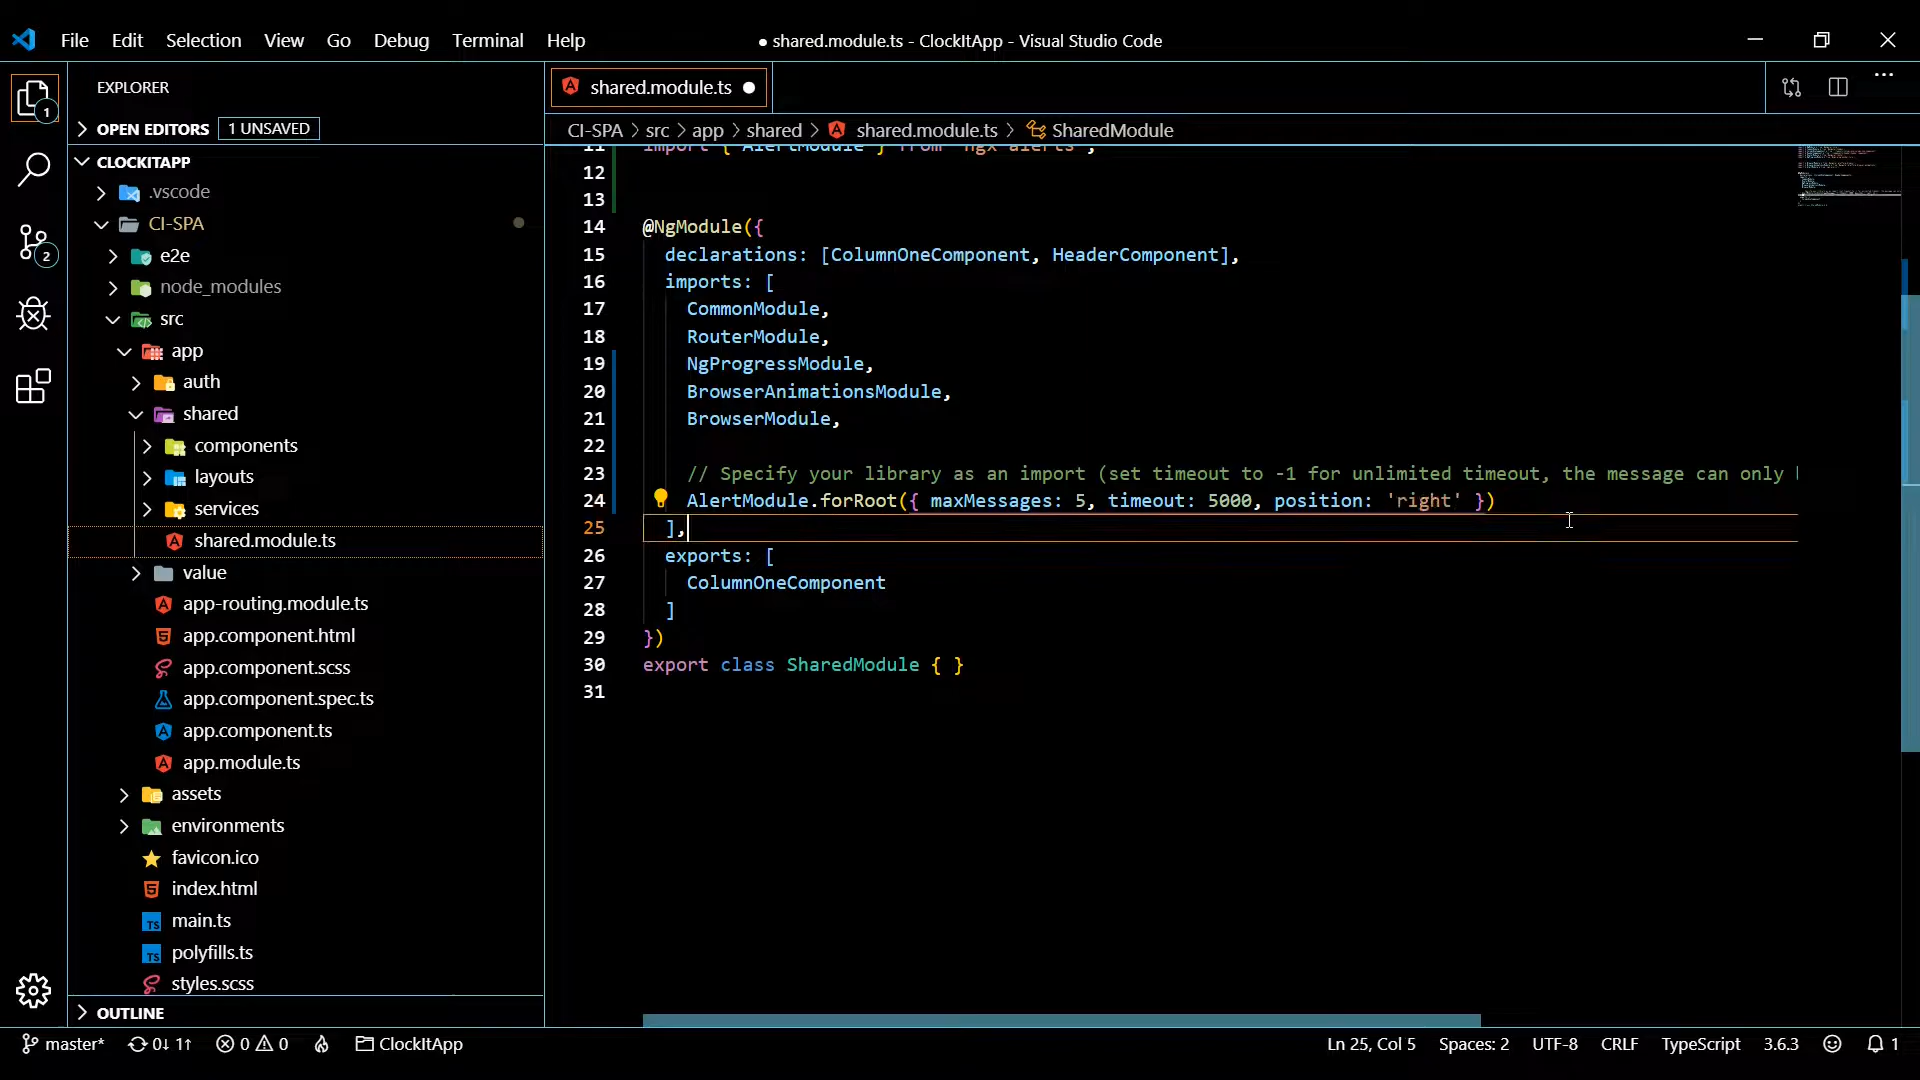 File Edit Selection View Go Debug Terminal Help
● shared.module.ts - ClockItApp - Visual Studio Code
EXPLORER
OPEN EDITORS 1 UNSAVED
CLOCKITAPP
.vscode
CI-SPA
e2e
node_modules
src
app
auth
shared
components
layouts
services
shared.module.ts
value
app-routing.module.ts
app.component.html
app.component.scss
app.component.spec.ts
app.component.ts
app.module.ts
assets
environments
favicon.ico
index.html
main.ts
polyfills.ts
styles.scss
OUTLINE
1
2
shared.module.ts
CI-SPA > src > app > shared > shared.module.ts > SharedModule
11 import { AlertModule } from 'ngx-alerts';
12
13
14 @NgModule({
15 declarations: [ColumnOneComponent, HeaderComponent],
16 imports: [
17 CommonModule,
18 RouterModule,
19 NgProgressModule,
20 BrowserAnimationsModule,
21 BrowserModule,
22
23 // Specify your library as an import (set timeout to -1 for unlimited timeout, the message can only
24 AlertModule.forRoot({ maxMessages: 5, timeout: 5000, position: 'right' })
25 ],
26 exports: [
27 ColumnOneComponent
28 ]
29 })
30 export class SharedModule { }
31
master* 0↓ 1↑ 0 0 ClockItApp Ln 25, Col 5 Spaces: 2 UTF-8 CRLF TypeScript 3.6.3 1